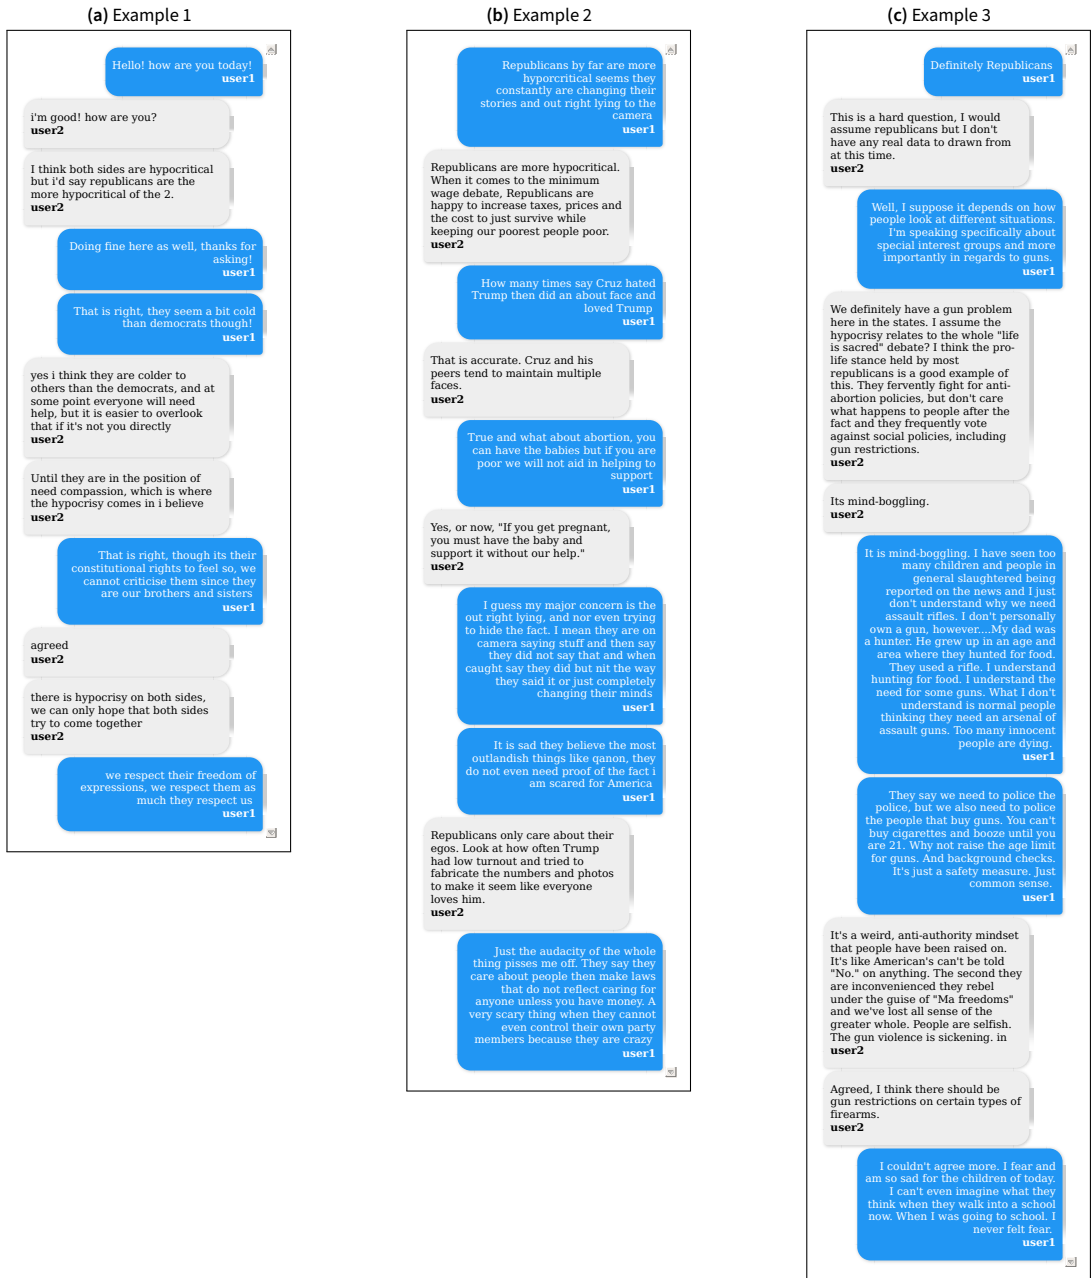 (a) Example 1
Hello! how are you today!
user1
i'm good! how are you?
user2
I think both sides are hypocritical
but i'd say republicans are the
more hypocritical of the 2.
user2
Doing fine here as well, thanks for
asking!
user1
That is right, they seem a bit cold
than democrats though!
user1
yes i think they are colder to
others than the democrats, and at
some point everyone will need
help, but it is easier to overlook
that if it's not you directly
user2
Until they are in the position of
need compassion, which is where
the hypocrisy comes in i believe
user2
That is right, though its their
constitutional rights to feel so, we
cannot criticise them since they
are our brothers and sisters
user1
agreed
user2
there is hypocrisy on both sides,
we can only hope that both sides
try to come together
user2
we respect their freedom of
expressions, we respect them as
much they respect us
user1
(b) Example 2
Republicans by far are more
hyporcritical seems they
constantly are changing their
stories and out right lying to the
camera
user1
Republicans are more hypocritical.
When it comes to the minimum
wage debate, Republicans are
happy to increase taxes, prices and
the cost to just survive while
keeping our poorest people poor.
user2
How many times say Cruz hated
Trump then did an about face and
loved Trump
user1
That is accurate. Cruz and his
peers tend to maintain multiple
faces.
user2
True and what about abortion, you
can have the babies but if you are
poor we will not aid in helping to
support
user1
Yes, or now, "If you get pregnant,
you must have the baby and
support it without our help."
user2
I guess my major concern is the
out right lying, and nor even trying
to hide the fact. I mean they are on
camera saying stuff and then say
they did not say that and when
caught say they did but nit the way
they said it or just completely
changing their minds
user1
It is sad they believe the most
outlandish things like qanon, they
do not even need proof of the fact i
am scared for America
user1
Republicans only care about their
egos. Look at how often Trump
had low turnout and tried to
fabricate the numbers and photos
to make it seem like everyone
loves him.
user2
Just the audacity of the whole
thing pisses me off. They say they
care about people then make laws
that do not reflect caring for
anyone unless you have money. A
very scary thing when they cannot
even control their own party
members because they are crazy
user1
(c) Example 3
Definitely Republicans
user1
This is a hard question, I would
assume republicans but I don't
have any real data to drawn from
at this time.
user2
Well, I suppose it depends on how
people look at different situations.
I'm speaking specifically about
special interest groups and more
importantly in regards to guns.
user1
We definitely have a gun problem
here in the states. I assume the
hypocrisy relates to the whole "life
is sacred" debate? I think the pro-
life stance held by most
republicans is a good example of
this. They fervently fight for anti-
abortion policies, but don't care
what happens to people after the
fact and they frequently vote
against social policies, including
gun restrictions.
user2
Its mind-boggling.
user2
It is mind-boggling. I have seen too
many children and people in
general slaughtered being
reported on the news and I just
don't understand why we need
assault rifles. I don't personally
own a gun, however....My dad was
a hunter. He grew up in an age and
area where they hunted for food.
They used a rifle. I understand
hunting for food. I understand the
need for some guns. What I don't
understand is normal people
thinking they need an arsenal of
assault guns. Too many innocent
people are dying.
user1
They say we need to police the
police, but we also need to police
the people that buy guns. You can't
buy cigarettes and booze until you
are 21. Why not raise the age limit
for guns. And background checks.
It's just a safety measure. Just
common sense.
user1
It's a weird, anti-authority mindset
that people have been raised on.
It's like American's can't be told
"No." on anything. The second they
are inconvenienced they rebel
under the guise of "Ma freedoms"
and we've lost all sense of the
greater whole. People are selfish.
The gun violence is sickening. in
user2
Agreed, I think there should be
gun restrictions on certain types of
firearms.
user2
I couldn't agree more. I fear and
am so sad for the children of today.
I can't even imagine what they
think when they walk into a school
now. When I was going to school. I
never felt fear.
user1